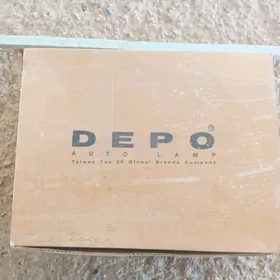 DEPO®
AUTO LAMP
Taiwan Top 20 Global Brands Company